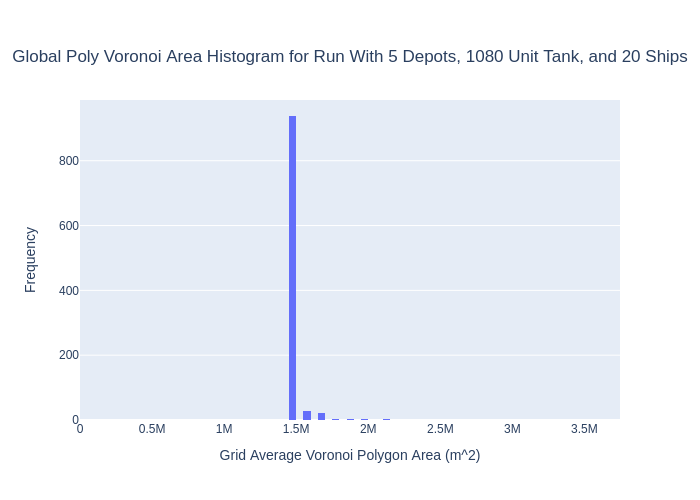 Global Poly Voronoi Area Histogram for Run With 5 Depots, 1080 Unit Tank, and 20 Ships
800
600
400
200
0
Frequency
0 0.5M 1M 1.5M 2M 2.5M 3M 3.5M
Grid Average Voronoi Polygon Area (m^2)